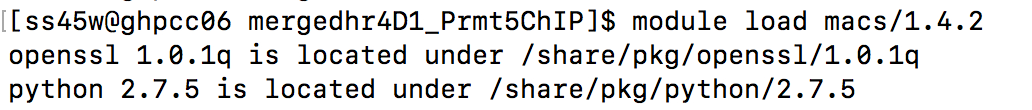 [[ss45w@ghpcc06 mergedhr4D1_Prmt5ChIP]$ module load macs/1.4.2
openssl 1.0.1q is located under /share/pkg/openssl/1.0.1q
python 2.7.5 is located under /share/pkg/python/2.7.5